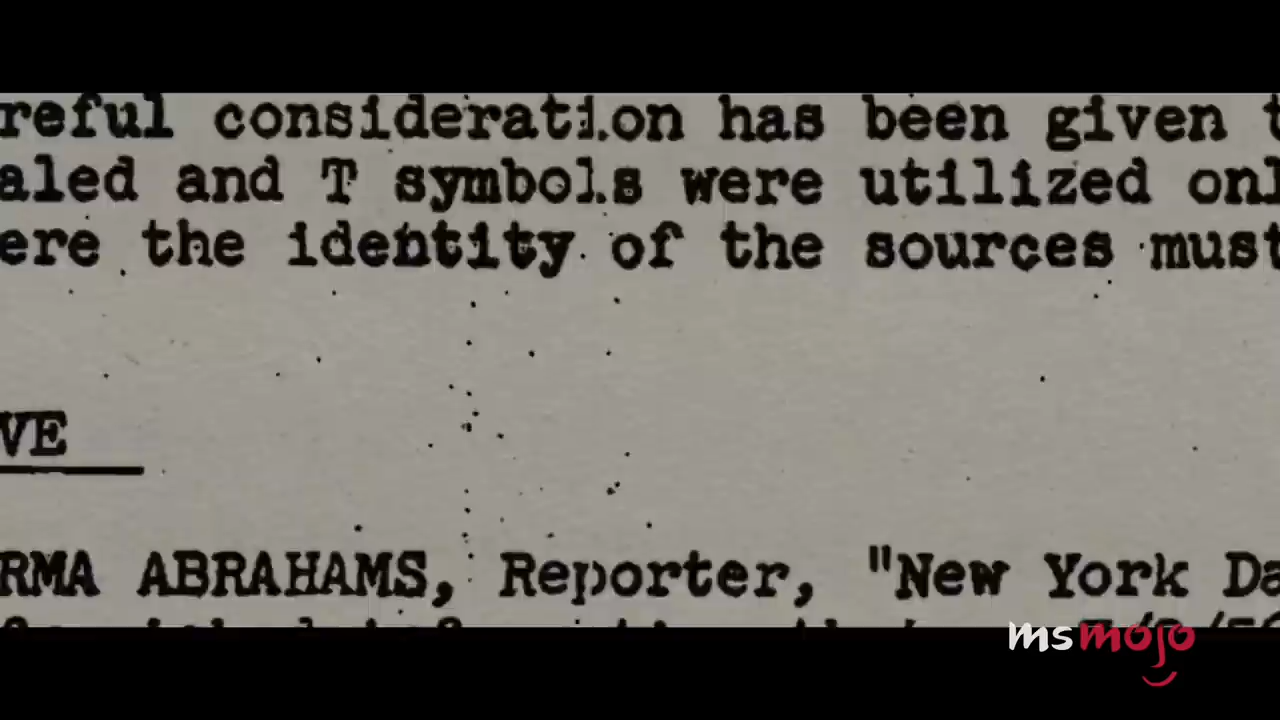 reful consideration has been given t
aled and T symbols were utilized onl
ere the identity of the sources must
VE
RMA ABRAHAMS, Reporter, "New York Da
msmojo